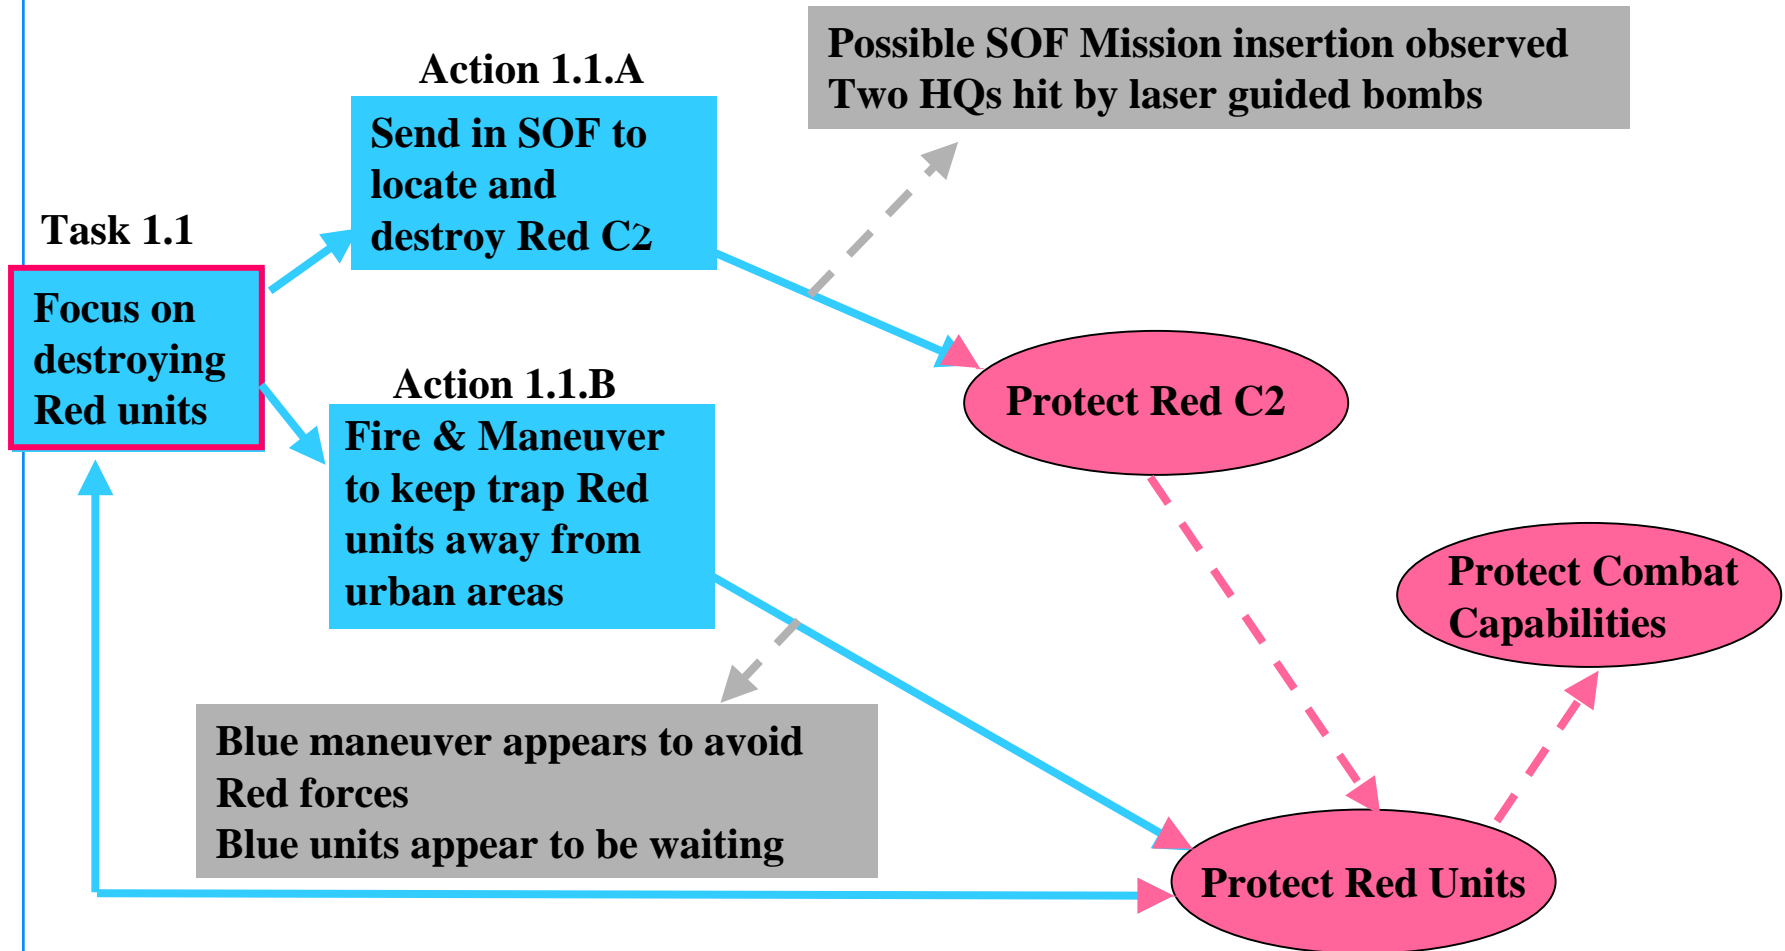 Possible SOF Mission insertion observed
Two HQs hit by laser guided bombs
Action 1.1.A
Send in SOF to
locate and
destroy Red C2
Task 1.1
Focus on
destroying
Red units
Action 1.1.B
Fire & Maneuver
to keep trap Red
units away from
urban areas
Protect Red C2
Protect Combat
Capabilities
Blue maneuver appears to avoid
Red forces
Blue units appear to be waiting
Protect Red Units